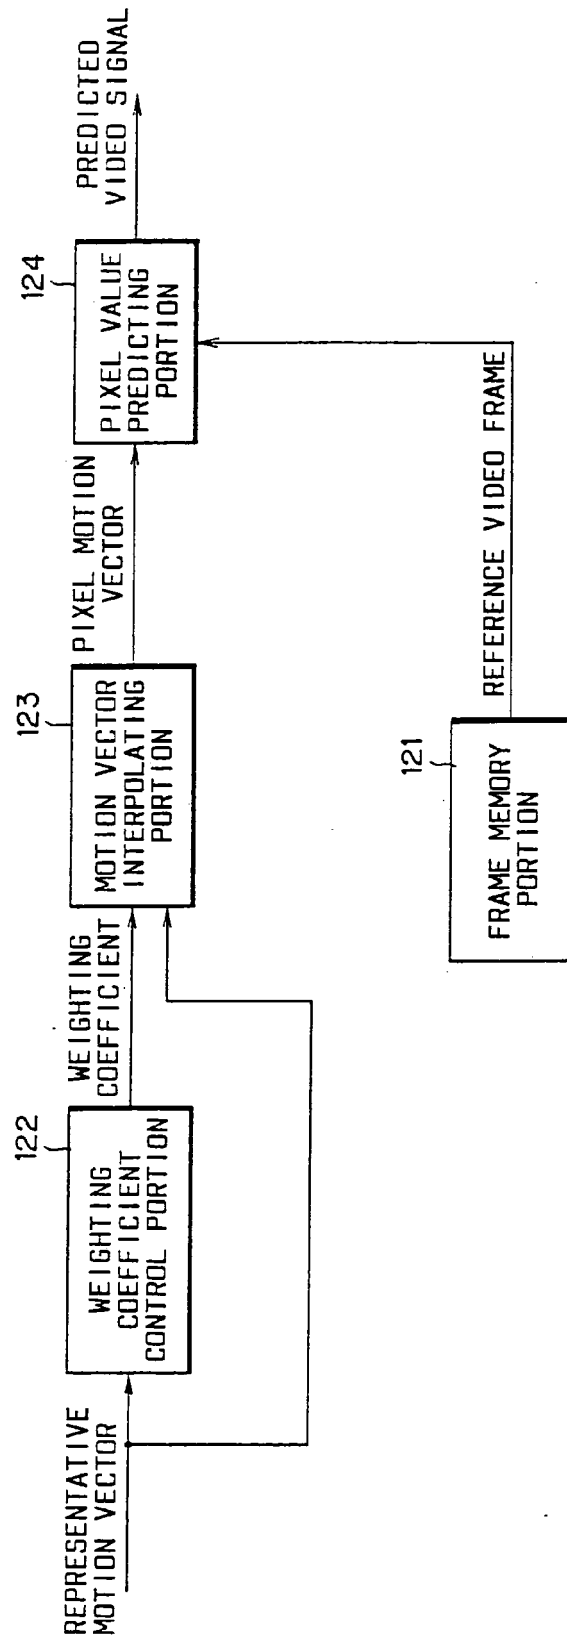 REPRESENTATIVE
MOTION VECTOR
122
WEIGHTING
COEFFICIENT
CONTROL PORTION
WEIGHTING
COEFFICIENT
123
MOTION VECTOR
INTERPOLATING
PORTION
PIXEL MOTION
VECTOR
124
PIXEL VALUE
PREDICTING
PORTION
PREDICTED
VIDEO SIGNAL
121
FRAME MEMORY
PORTION
REFERENCE VIDEO FRAME